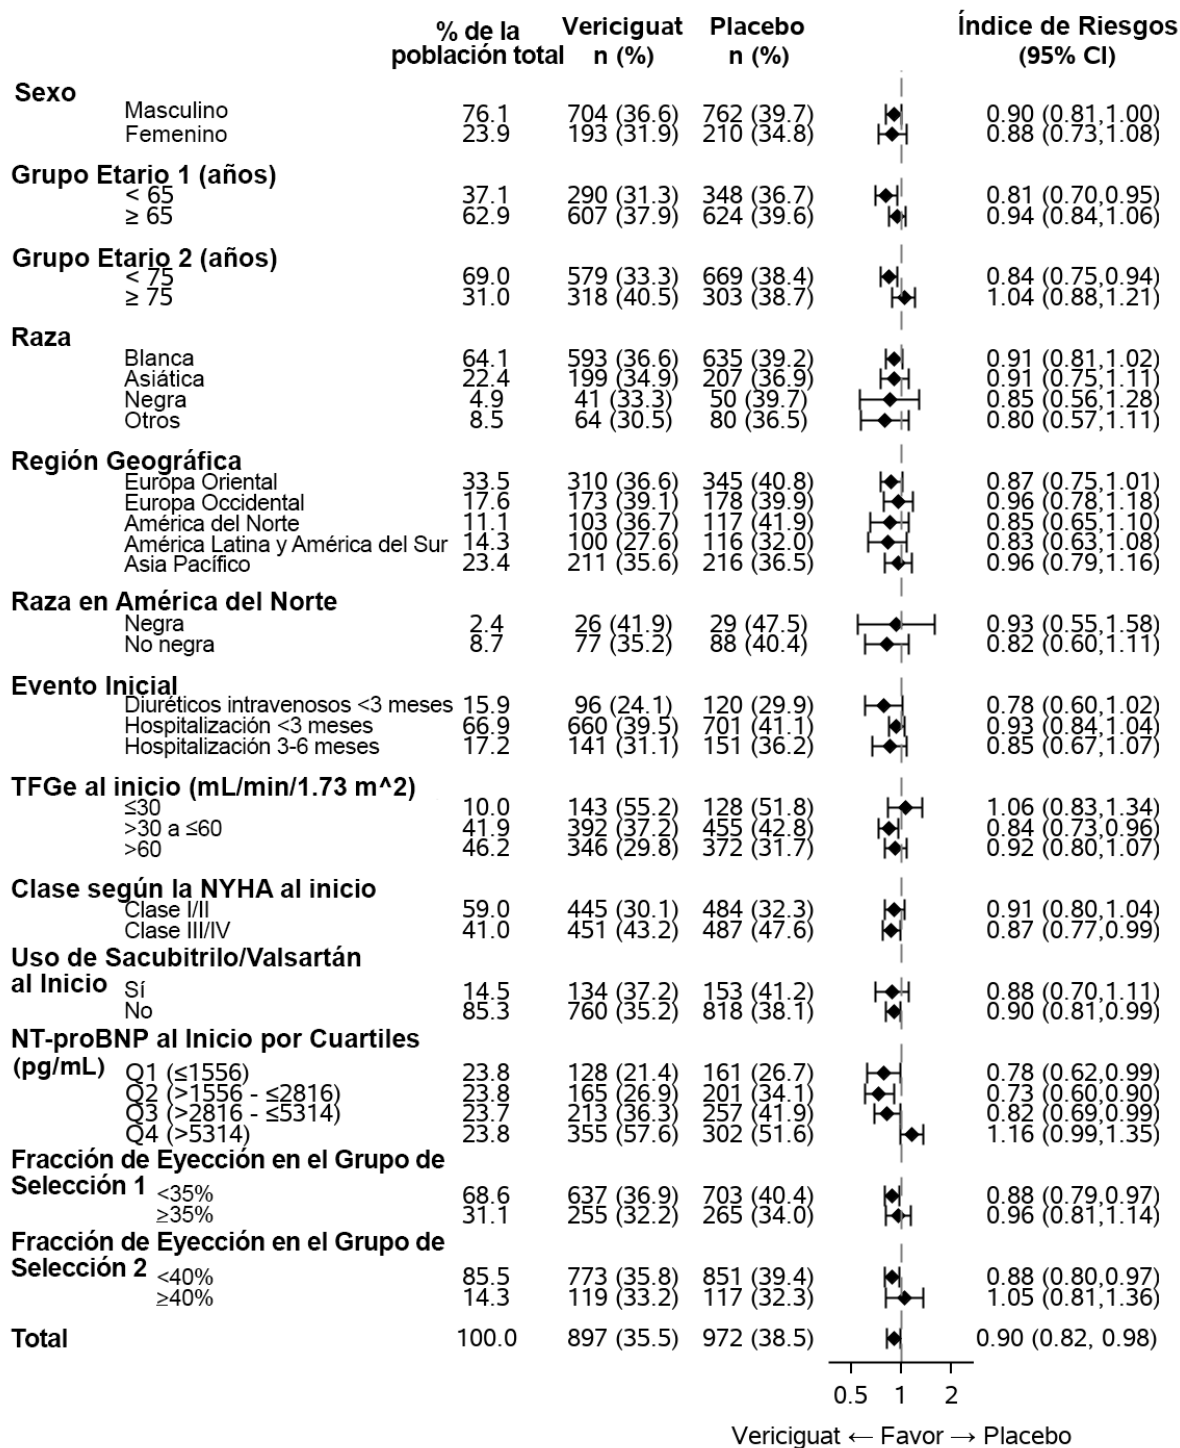 % de la población total Vericiguat n (%) Placebo n (%) Índice de Riesgos (95% CI)
Sexo
Masculino 76.1 704 (36.6) 762 (39.7) 0.90 (0.81,1.00)
Femenino 23.9 193 (31.9) 210 (34.8) 0.88 (0.73,1.08)
Grupo Etario 1 (años)
< 65 37.1 290 (31.3) 348 (36.7) 0.81 (0.70,0.95)
≥ 65 62.9 607 (37.9) 624 (39.6) 0.94 (0.84,1.06)
Grupo Etario 2 (años)
< 75 69.0 579 (33.3) 669 (38.4) 0.84 (0.75,0.94)
≥ 75 31.0 318 (40.5) 303 (38.7) 1.04 (0.88,1.21)
Raza
Blanca 64.1 593 (36.6) 635 (39.2) 0.91 (0.81,1.02)
Asiática 22.4 199 (34.9) 207 (36.9) 0.91 (0.75,1.11)
Negra 4.9 41 (33.3) 50 (39.7) 0.85 (0.56,1.28)
Otros 8.5 64 (30.5) 80 (36.5) 0.80 (0.57,1.11)
Región Geográfica
Europa Oriental 33.5 310 (36.6) 345 (40.8) 0.87 (0.75,1.01)
Europa Occidental 17.6 173 (39.1) 178 (39.9) 0.96 (0.78,1.18)
América del Norte 11.1 103 (36.7) 117 (41.9) 0.85 (0.65,1.10)
América Latina y América del Sur 14.3 100 (27.6) 116 (32.0) 0.83 (0.63,1.08)
Asia Pacífico 23.4 211 (35.6) 216 (36.5) 0.96 (0.79,1.16)
Raza en América del Norte
Negra 2.4 26 (41.9) 29 (47.5) 0.93 (0.55,1.58)
No negra 8.7 77 (35.2) 88 (40.4) 0.82 (0.60,1.11)
Evento Inicial
Diuréticos intravenosos <3 meses 15.9 96 (24.1) 120 (29.9) 0.78 (0.60,1.02)
Hospitalización <3 meses 66.9 660 (39.5) 701 (41.1) 0.93 (0.84,1.04)
Hospitalización 3-6 meses 17.2 141 (31.1) 151 (36.2) 0.85 (0.67,1.07)
TFGe al inicio (mL/min/1.73 m^2)
≤30 10.0 143 (55.2) 128 (51.8) 1.06 (0.83,1.34)
>30 a ≤60 41.9 392 (37.2) 455 (42.8) 0.84 (0.73,0.96)
>60 46.2 346 (29.8) 372 (31.7) 0.92 (0.80,1.07)
Clase según la NYHA al inicio
Clase I/II 59.0 445 (30.1) 484 (32.3) 0.91 (0.80,1.04)
Clase III/IV 41.0 451 (43.2) 487 (47.6) 0.87 (0.77,0.99)
Uso de Sacubitrilo/Valsartán
al Inicio
Sí 14.5 134 (37.2) 153 (41.2) 0.88 (0.70,1.11)
No 85.3 760 (35.2) 818 (38.1) 0.90 (0.81,0.99)
NT-proBNP al Inicio por Cuartiles
(pg/mL)
Q1 (≤1556) 23.8 128 (21.4) 161 (26.7) 0.78 (0.62,0.99)
Q2 (>1556 - ≤2816) 23.8 165 (26.9) 201 (34.1) 0.73 (0.60,0.90)
Q3 (>2816 - ≤5314) 23.7 213 (36.3) 257 (41.9) 0.82 (0.69,0.99)
Q4 (>5314) 23.8 355 (57.6) 302 (51.6) 1.16 (0.99,1.35)
Fracción de Eyección en el Grupo de
Selección 1
<35% 68.6 637 (36.9) 703 (40.4) 0.88 (0.79,0.97)
≥35% 31.1 255 (32.2) 265 (34.0) 0.96 (0.81,1.14)
Fracción de Eyección en el Grupo de
Selección 2
<40% 85.5 773 (35.8) 851 (39.4) 0.88 (0.80,0.97)
≥40% 14.3 119 (33.2) 117 (32.3) 1.05 (0.81,1.36)
Total 100.0 897 (35.5) 972 (38.5) 0.90 (0.82, 0.98)
0.5 1 2
Vericiguat ← Favor → Placebo